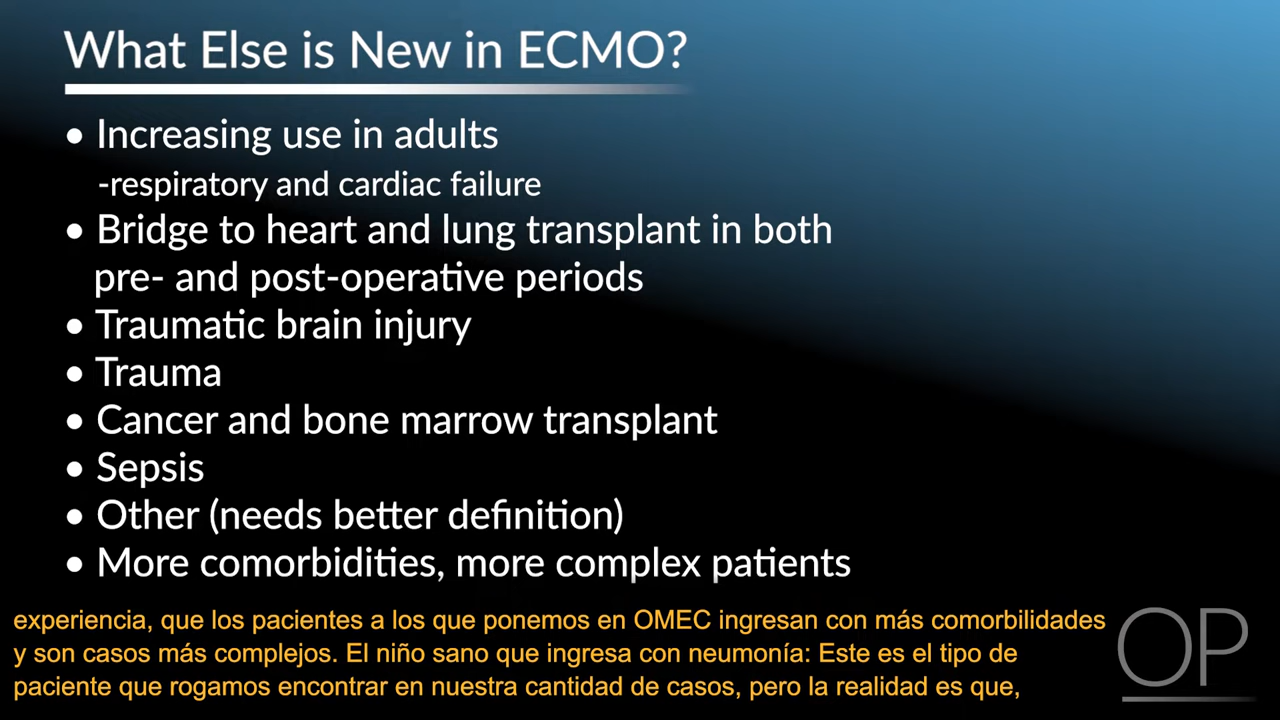 What Else is New in ECMO?
• Increasing use in adults
-respiratory and cardiac failure
• Bridge to heart and lung transplant in both
pre- and post-operative periods
• Traumatic brain injury
• Trauma
• Cancer and bone marrow transplant
• Sepsis
• Other (needs better definition)
• More comorbidities, more complex patients
experiencia, que los pacientes a los que ponemos en OMEC ingresan con más comorbilidades
y son casos más complejos. El niño sano que ingresa con neumonía: Este es el tipo de
paciente que rogamos encontrar en nuestra cantidad de casos, pero la realidad es que,
OP